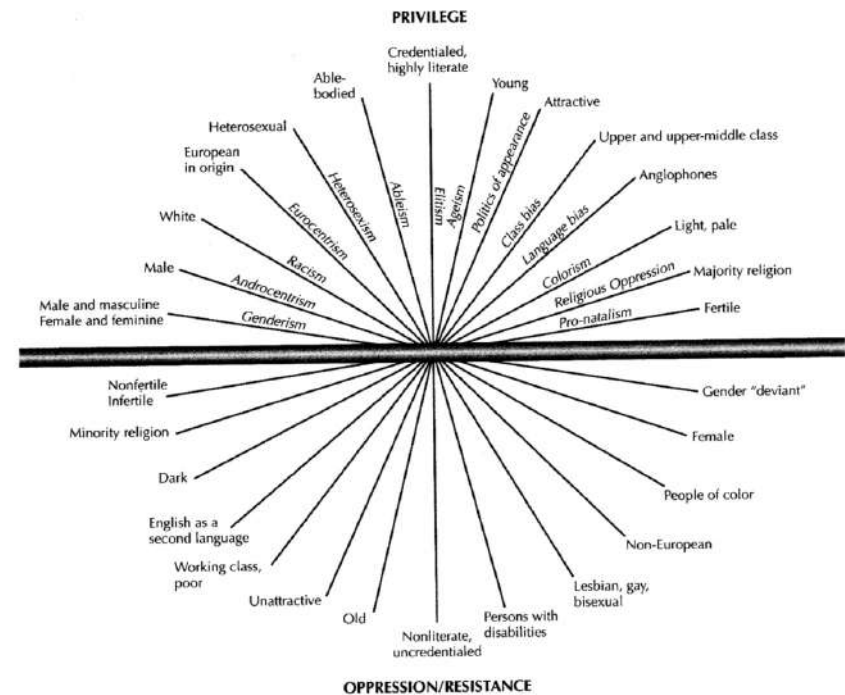 PRIVILEGE
Credentialed,
highly literate
Able-
bodied
Young
Attractive
Heterosexual
Upper and upper-middle class
European
in origin
Anglophones
White
Light, pale
Male
Majority religion
Male and masculine
Female and feminine
Fertile
Genderism
Androcentrism
Racism
Eurocentrism
Heterosexism
Ableism
Elitism
Ageism
Politics of appearance
Class bias
Language bias
Colorism
Religious Oppression
Pro-natalism
Nonfertile
Infertile
Gender "deviant"
Minority religion
Female
Dark
People of color
English as a
second language
Non-European
Working class,
poor
Lesbian, gay,
bisexual
Unattractive
Old
Persons with
disabilities
Nonliterate,
uncredentialed
OPPRESSION/RESISTANCE